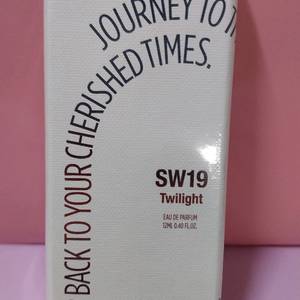 JOURNEY TO
BACK TO YOUR CHERISHED TIMES.
SW19
Twilight
EAU DE PARFUM
12ML 0.40 FL.OZ.